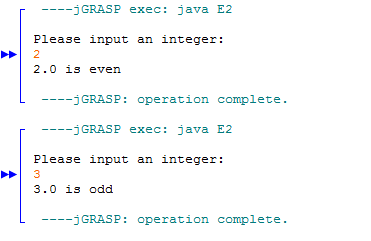 ----jGRASP exec: java E2
Please input an integer:
2
2.0 is even
----jGRASP: operation complete.
----jGRASP exec: java E2
Please input an integer:
3
3.0 is odd
----jGRASP: operation complete.